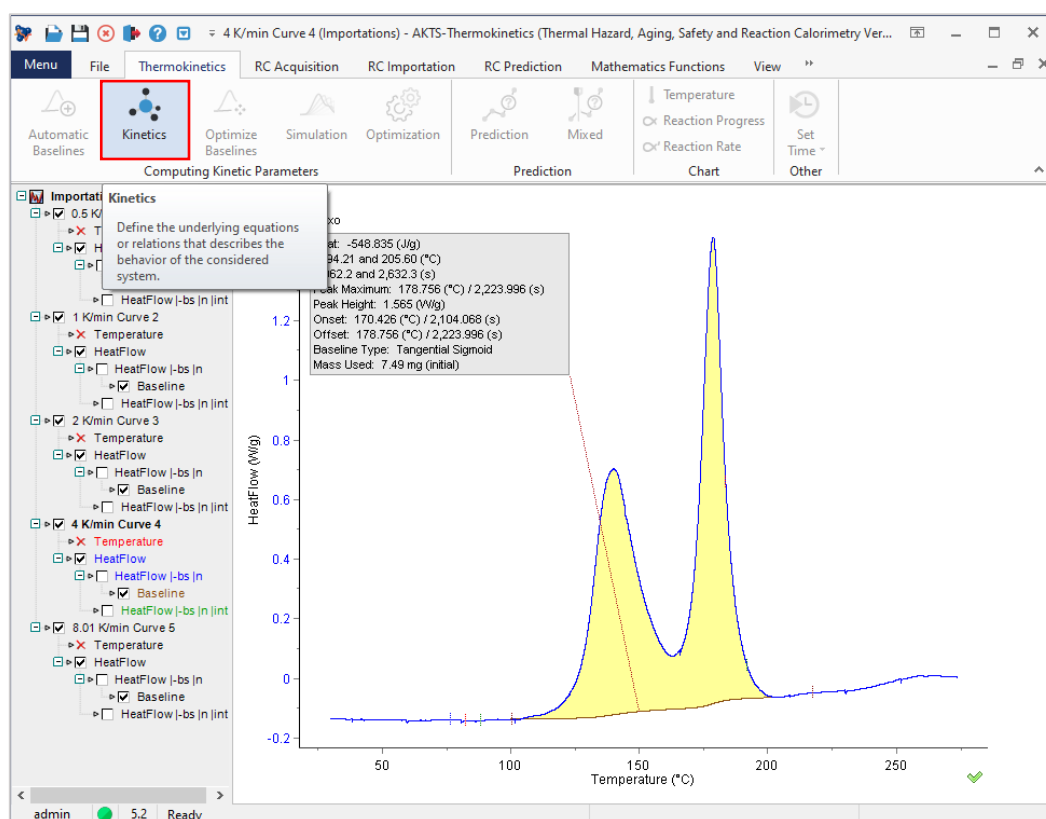 4 K/min Curve 4 (Importations) - AKTS-Thermokinetics (Thermal Hazard, Aging, Safety and Reaction Calorimetry Ver...
Menu File Thermokinetics RC Acquisition RC Importation RC Prediction Mathematics Functions View
Automatic Baselines
Kinetics
Optimize Baselines
Simulation
Optimization
Prediction
Mixed
Temperature
Reaction Progress
Reaction Rate
Set Time
Computing Kinetic Parameters Prediction Chart Other
Kinetics
Define the underlying equations
or relations that describes the
behavior of the considered
system.
Importati
0.5 K/
T
H
HeatFlow |-bs |n |int
1 K/min Curve 2
Temperature
HeatFlow
HeatFlow |-bs |n
Baseline
HeatFlow |-bs |n |int
2 K/min Curve 3
Temperature
HeatFlow
HeatFlow |-bs |n
Baseline
HeatFlow |-bs |n |int
4 K/min Curve 4
Temperature
HeatFlow
HeatFlow |-bs |n
Baseline
HeatFlow |-bs |n |int
8.01 K/min Curve 5
Temperature
HeatFlow
HeatFlow |-bs |n
Baseline
HeatFlow |-bs |n |int
xo
at: -548.835 (J/g)
94.21 and 205.60 (°C)
062.2 and 2,632.3 (s)
Peak Maximum: 178.756 (°C) / 2,223.996 (s)
Peak Height: 1.565 (W/g)
Onset: 170.426 (°C) / 2,104.068 (s)
Offset: 178.756 (°C) / 2,223.996 (s)
Baseline Type: Tangential Sigmoid
Mass Used: 7.49 mg (initial)
HeatFlow (W/g)
1.2
1
0.8
0.6
0.4
0.2
0
-0.2
50 100 150 200 250
Temperature (°C)
admin 5.2 Ready